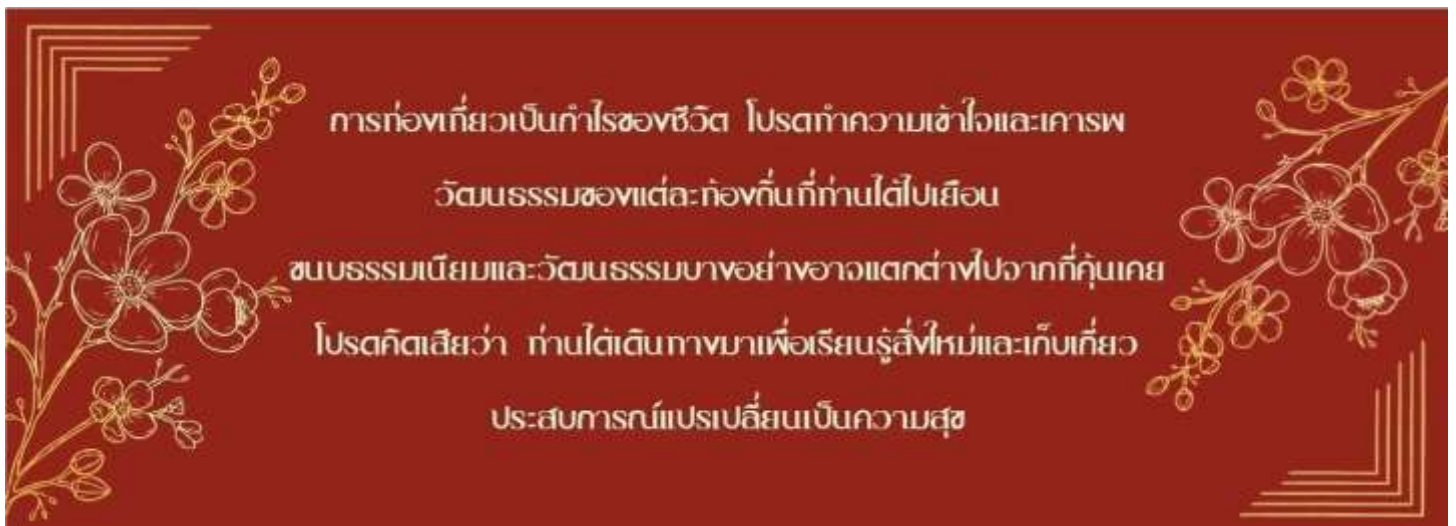 การท่องเที่ยวเป็นกำไรของชีวิต โปรดทำความเข้าใจและเคารพ
วัฒนธรรมของแต่ละท้องถิ่นที่ท่านได้ไปเยือน
ขนบธรรมเนียมและวัฒนธรรมบางอย่างอาจแตกต่างไปจากที่คุ้นเคย
โปรดคิดเสียว่า ท่านได้เดินทางมาเพื่อเรียนรู้สิ่งใหม่และเก็บเกี่ยว
ประสบการณ์แปรเปลี่ยนเป็นความสุข